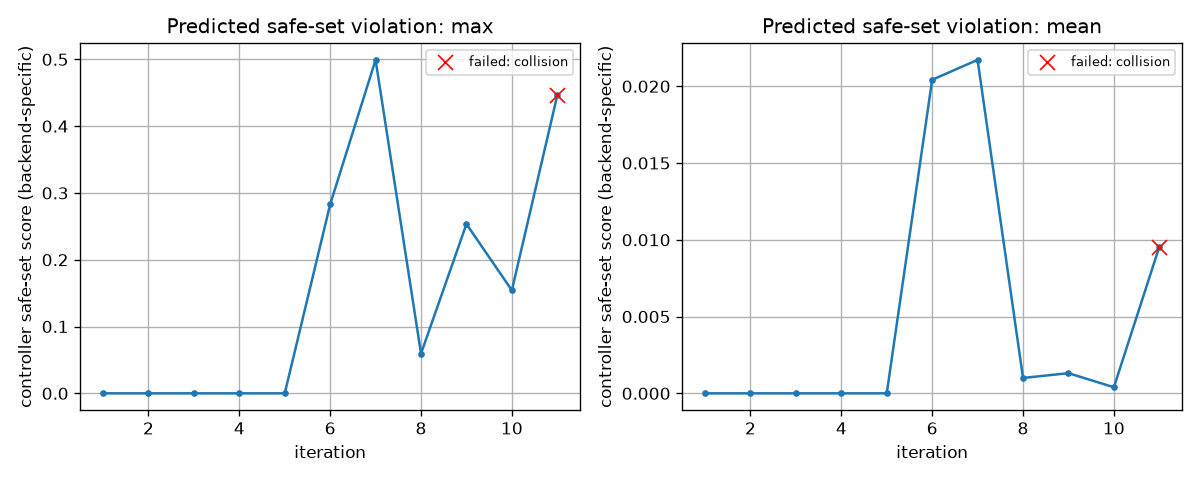 Predicted safe-set violation: max
controller safe-set score (backend-specific)
0.5
0.4
0.3
0.2
0.1
0.0
failed: collision
2 4 6 8 10
iteration
Predicted safe-set violation: mean
controller safe-set score (backend-specific)
0.020
0.015
0.010
0.005
0.000
failed: collision
2 4 6 8 10
iteration